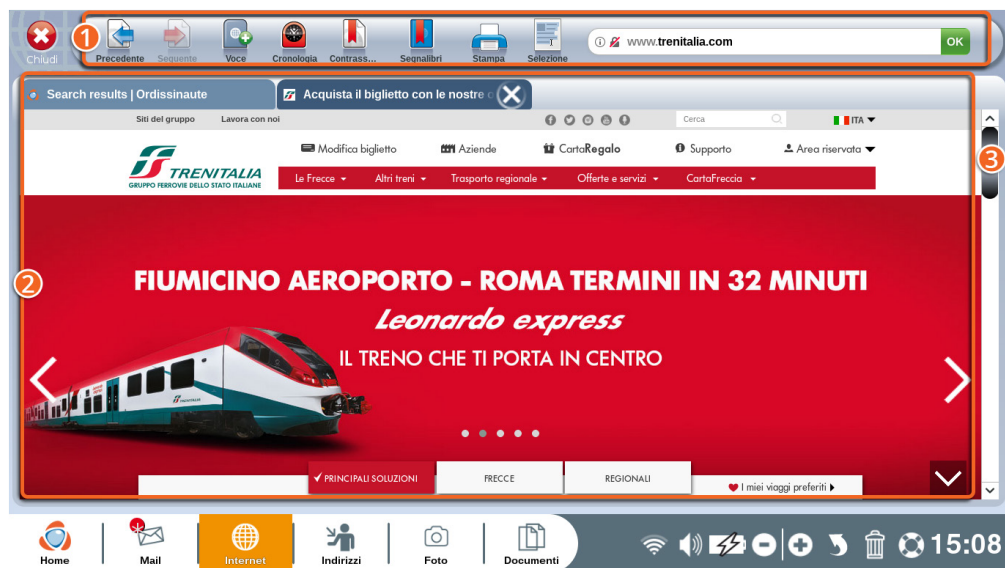 1
Chiudi
Precedente Seguente Voce Cronologia Contrass... Segnalibri Stampa Selezione
www.trenitalia.com
OK
Search results | Ordissinaute
Acquista il biglietto con le nostre
Siti del gruppo Lavora con noi
Cerca
ITA
Modifica biglietto Aziende CartaRegalo Supporto Area riservata
3
TRENITALIA
GRUPPO FERROVIE DELLO STATO ITALIANE
Le Frecce Altri treni Trasporto regionale Offerte e servizi CartaFreccia
2
FIUMICINO AEROPORTO - ROMA TERMINI IN 32 MINUTI
Leonardo express
IL TRENO CHE TI PORTA IN CENTRO
PRINCIPALI SOLUZIONI FRECCE REGIONALI
I miei viaggi preferiti
Home Mail Internet Indirizzi Foto Documenti
15:08